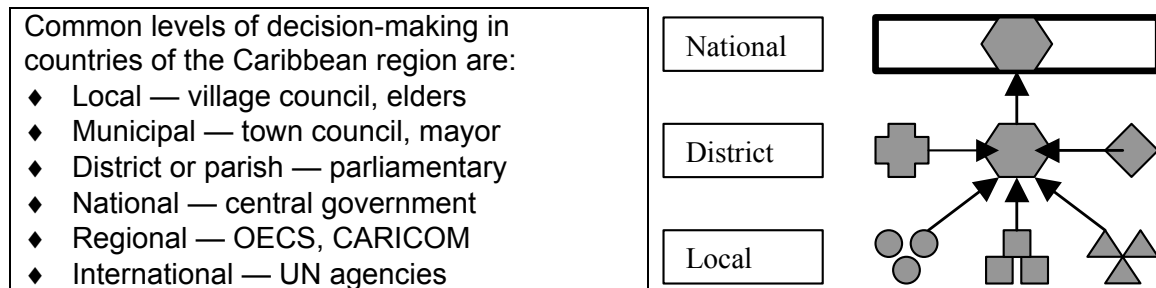 Common levels of decision-making in
countries of the Caribbean region are:
♦ Local — village council, elders
♦ Municipal — town council, mayor
♦ District or parish — parliamentary
♦ National — central government
♦ Regional — OECS, CARICOM
♦ International — UN agencies
National
District
Local